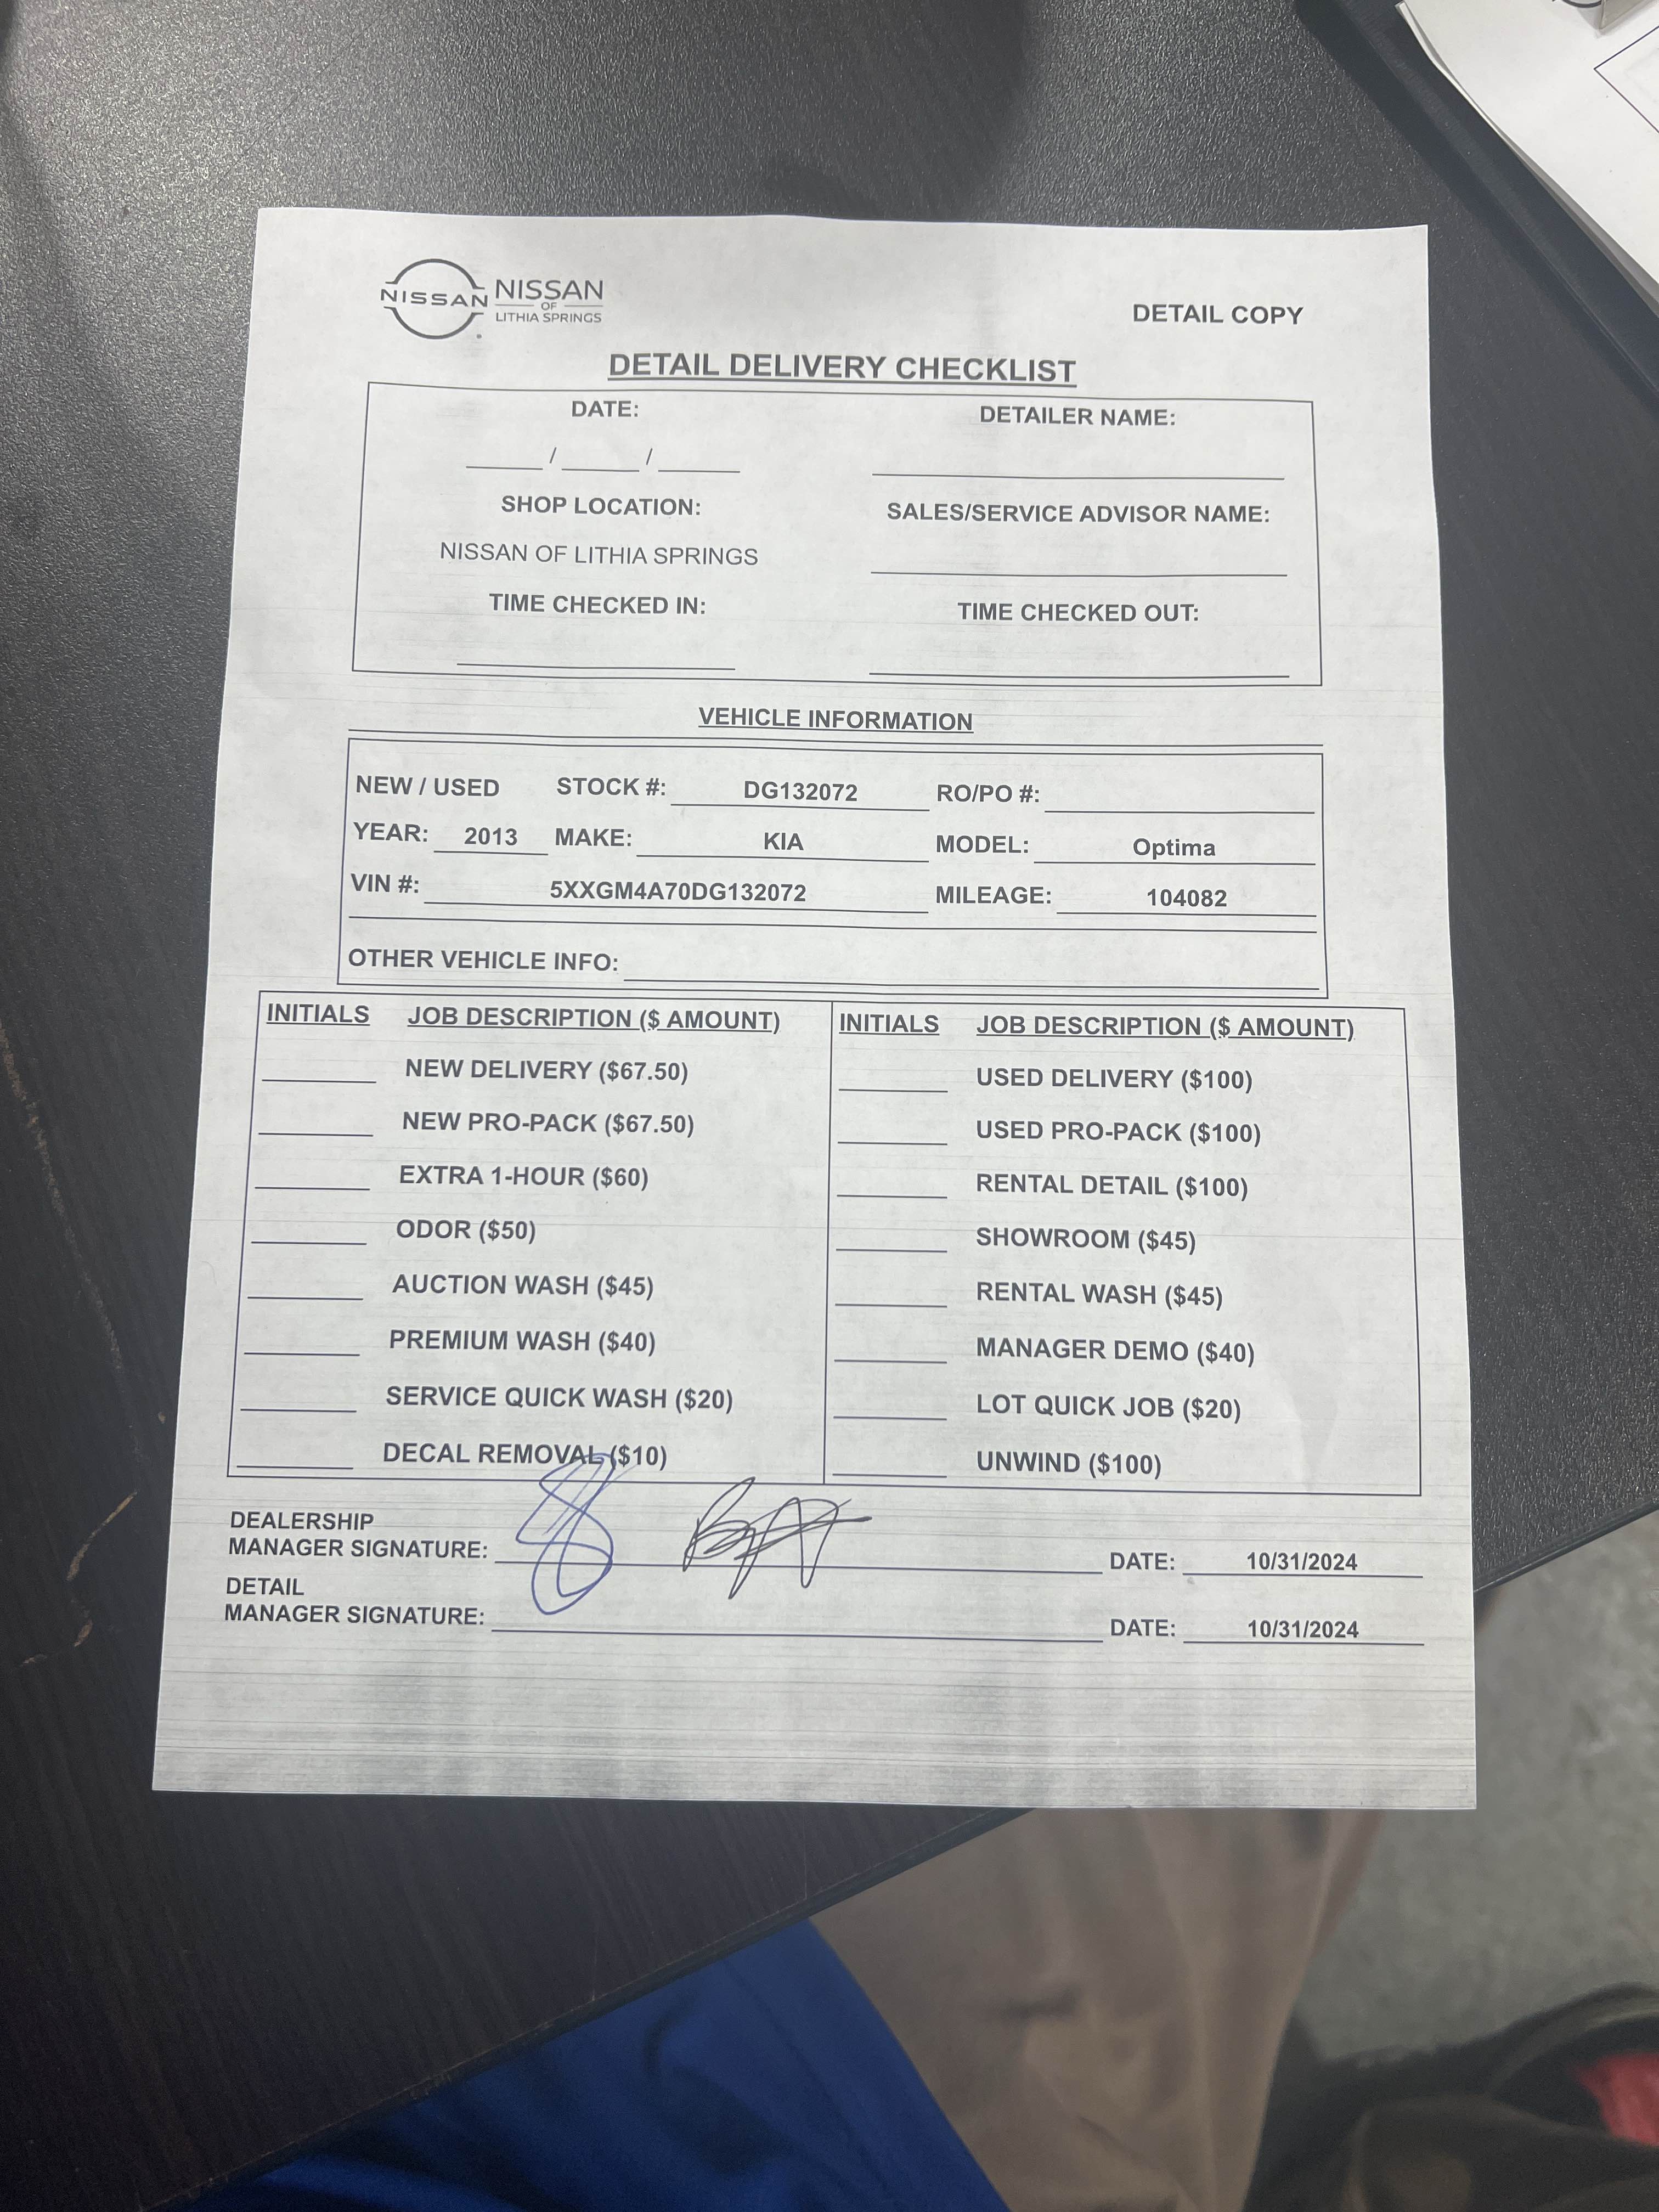 NISSAN NISSAN
OF
LITHIA SPRINGS
DETAIL COPY
DETAIL DELIVERY CHECKLIST
DATE: DETAILER NAME:
____ / ____ / ____
SHOP LOCATION: SALES/SERVICE ADVISOR NAME:
NISSAN OF LITHIA SPRINGS
TIME CHECKED IN: TIME CHECKED OUT:
VEHICLE INFORMATION
NEW / USED STOCK #: DG132072 RO/PO #:
YEAR: 2013 MAKE: KIA MODEL: Optima
VIN #: 5XXGM4A70DG132072 MILEAGE: 104082
OTHER VEHICLE INFO:
INITIALS JOB DESCRIPTION ($ AMOUNT) INITIALS JOB DESCRIPTION ($ AMOUNT)
NEW DELIVERY ($67.50) USED DELIVERY ($100)
NEW PRO-PACK ($67.50) USED PRO-PACK ($100)
EXTRA 1-HOUR ($60) RENTAL DETAIL ($100)
ODOR ($50) SHOWROOM ($45)
AUCTION WASH ($45) RENTAL WASH ($45)
PREMIUM WASH ($40) MANAGER DEMO ($40)
SERVICE QUICK WASH ($20) LOT QUICK JOB ($20)
DECAL REMOVAL ($10) UNWIND ($100)
DEALERSHIP
MANAGER SIGNATURE: DATE: 10/31/2024
DETAIL
MANAGER SIGNATURE: DATE: 10/31/2024